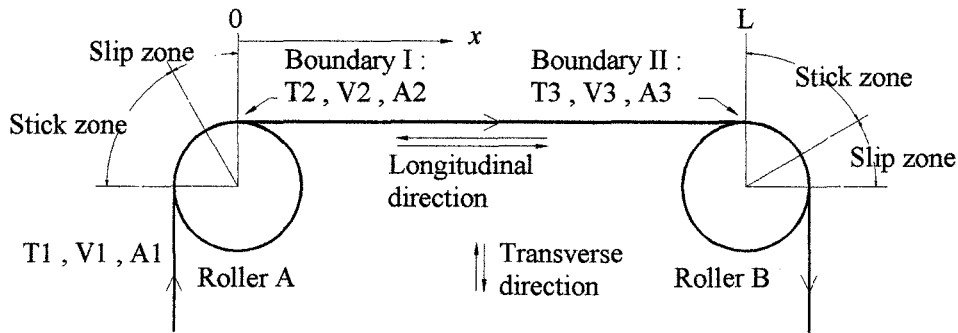 0
x
L
Slip zone
Boundary I :
T2 , V2 , A2
Boundary II :
T3 , V3 , A3
Stick zone
Stick zone
Slip zone
Longitudinal
direction
T1 , V1 , A1
Roller A
Transverse
direction
Roller B